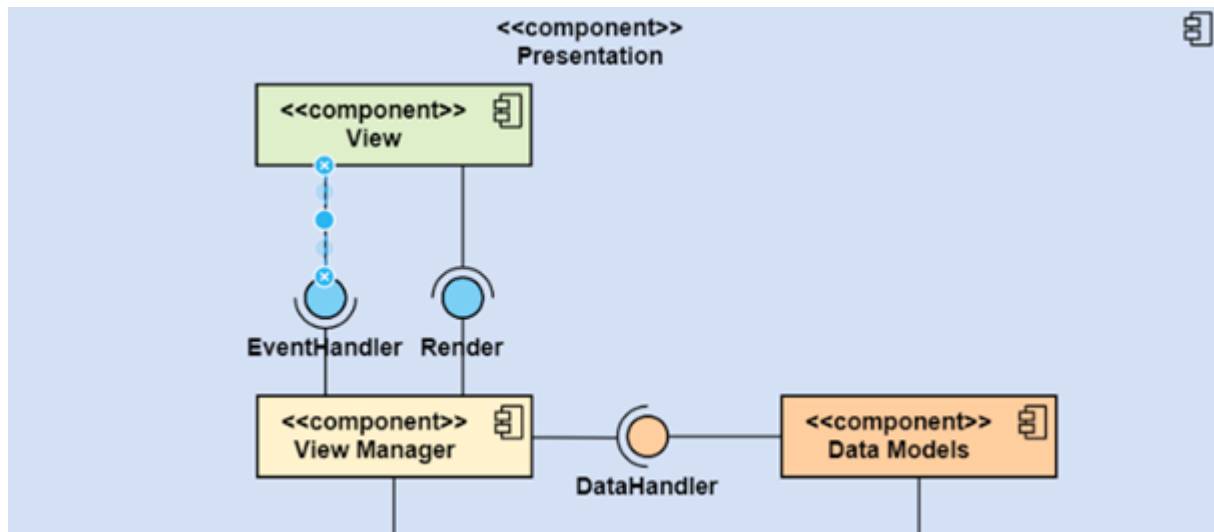 <<component>>
Presentation
<<component>>
View
EventHandler
Render
<<component>>
View Manager
DataHandler
<<component>>
Data Models